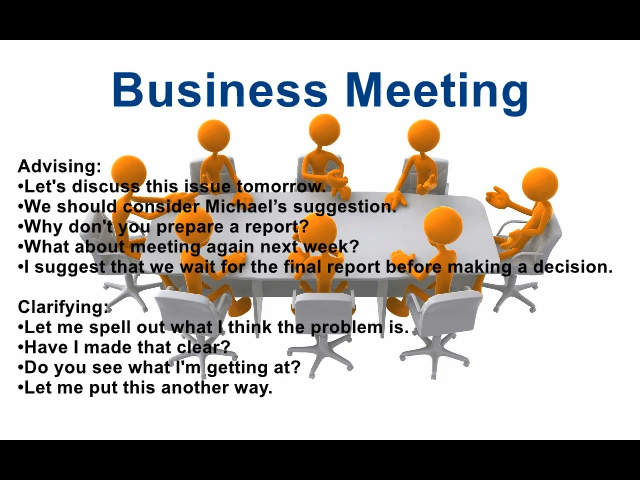 Business Meeting
Advising:
•Let's discuss this issue tomorrow.
•We should consider Michael’s suggestion.
•Why don't you prepare a report?
•What about meeting again next week?
•I suggest that we wait for the final report before making a decision.
Clarifying:
•Let me spell out what I think the problem is.
•Have I made that clear?
•Do you see what I'm getting at?
•Let me put this another way.